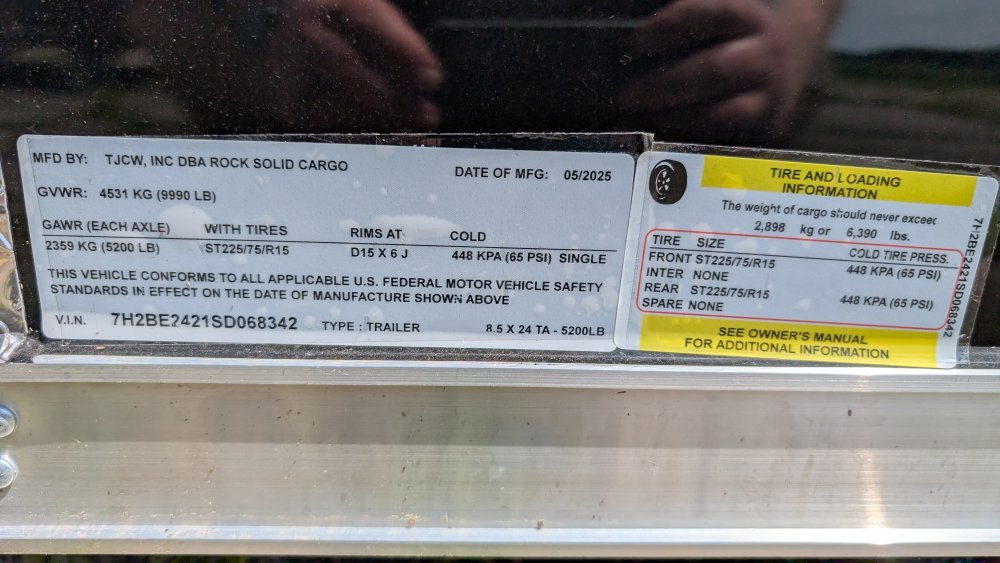 MFD BY: TJCW, INC DBA ROCK SOLID CARGO
DATE OF MFG: 05/2025
GVWR: 4531 KG (9990 LB)
GAWR (EACH AXLE) WITH TIRES RIMS AT COLD
2359 KG (5200 LB) ST225/75/R15 D15 X 6 J 448 KPA (65 PSI) SINGLE
THIS VEHICLE CONFORMS TO ALL APPLICABLE U.S. FEDERAL MOTOR VEHICLE SAFETY
STANDARDS IN EFFECT ON THE DATE OF MANUFACTURE SHOWN ABOVE
V.I.N. 7H2BE2421SD068342 TYPE : TRAILER 8.5 X 24 TA - 5200LB
TIRE AND LOADING
INFORMATION
The weight of cargo should never exceed
2,898 kg or 6,390 lbs.
TIRE SIZE COLD TIRE PRESS.
FRONT ST225/75/R15 448 KPA (65 PSI)
INTER NONE
REAR ST225/75/R15 448 KPA (65 PSI)
SPARE NONE
SEE OWNER'S MANUAL
FOR ADDITIONAL INFORMATION
7H2BE2421SD068342